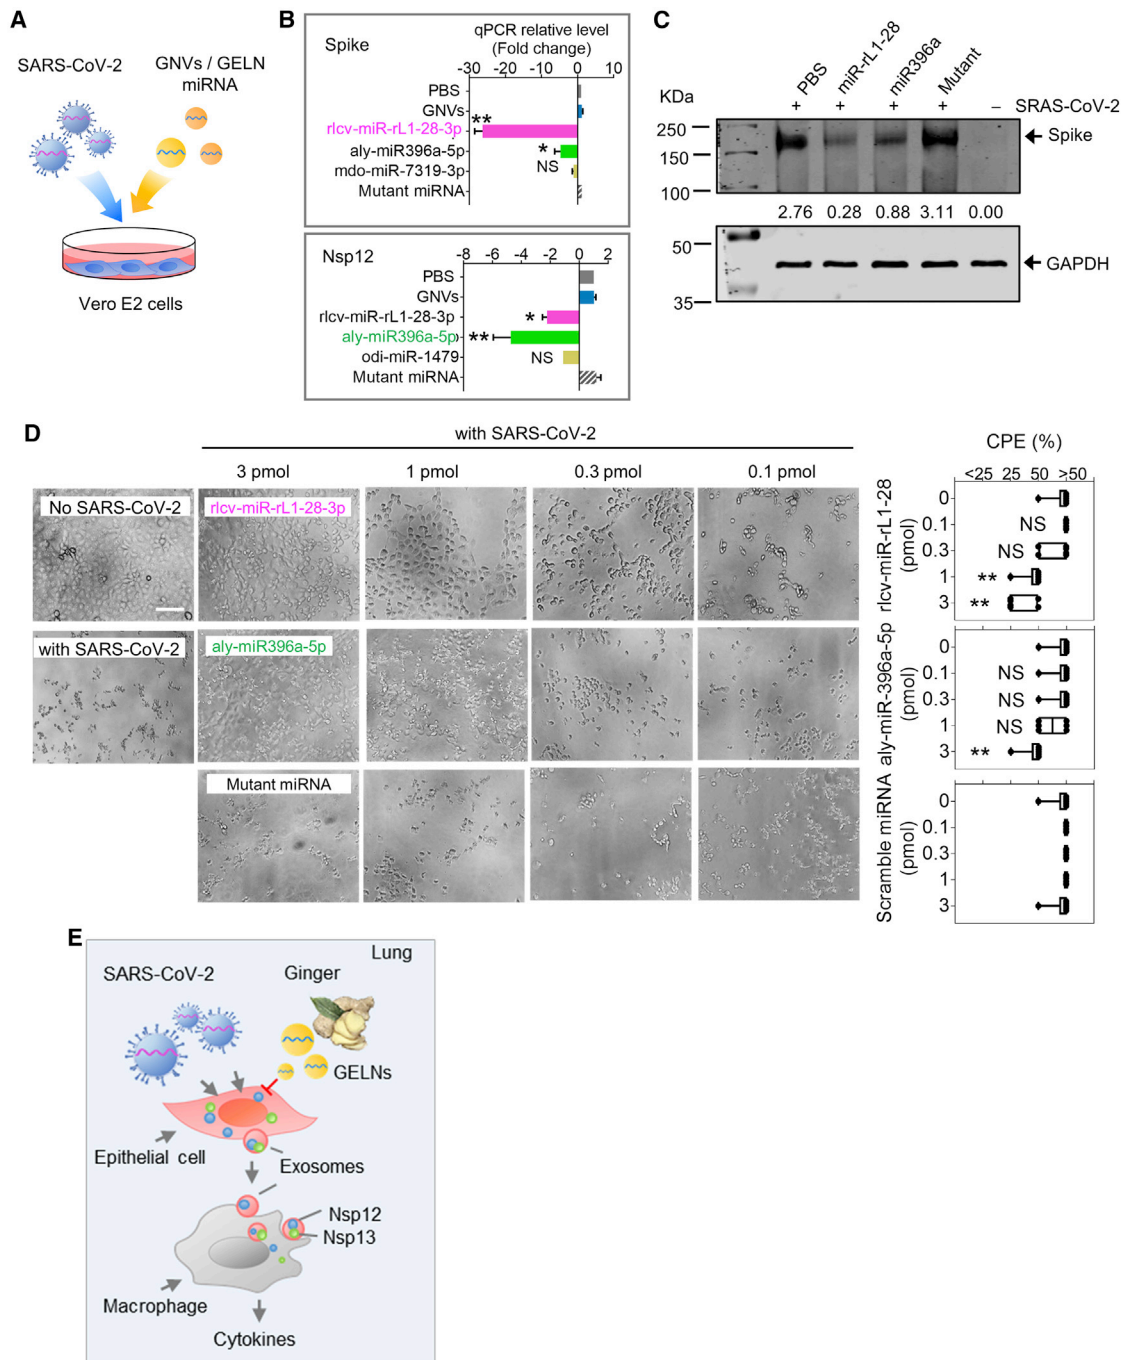 A
SARS-CoV-2
GNVs / GELN
miRNA
Vero E2 cells
B
Spike
qPCR relative level
(Fold change)
-30 -20 -10 0 10
PBS
GNVs
**
rlcv-miR-rL1-28-3p
aly-miR396a-5p
*
mdo-miR-7319-3p
NS
Mutant miRNA
Nsp12
-8 -6 -4 -2 0 2
PBS
GNVs
rlcv-miR-rL1-28-3p
*
aly-miR396a-5p
**
odi-miR-1479
NS
Mutant miRNA
C
PBS
miR-rL1-28
miR396a
Mutant
KDa
+ + + + – SRAS-CoV-2
250
150
100
Spike
2.76 0.28 0.88 3.11 0.00
50
35
GAPDH
D
with SARS-CoV-2
3 pmol 1 pmol 0.3 pmol 0.1 pmol
No SARS-CoV-2
rlcv-miR-rL1-28-3p
with SARS-CoV-2
aly-miR396a-5p
Mutant miRNA
CPE (%)
<25 25 50 >50
rlcv-miR-rL1-28
(pmol)
0
0.1 NS
0.3 NS
1 **
3 **
aly-miR-396a-5p
(pmol)
0
0.1 NS
0.3 NS
1 NS
3 **
Scramble miRNA
(pmol)
0
0.1
0.3
1
3
E
Lung
SARS-CoV-2
Ginger
GELNs
Epithelial cell
Exosomes
Nsp12
Nsp13
Macrophage
Cytokines